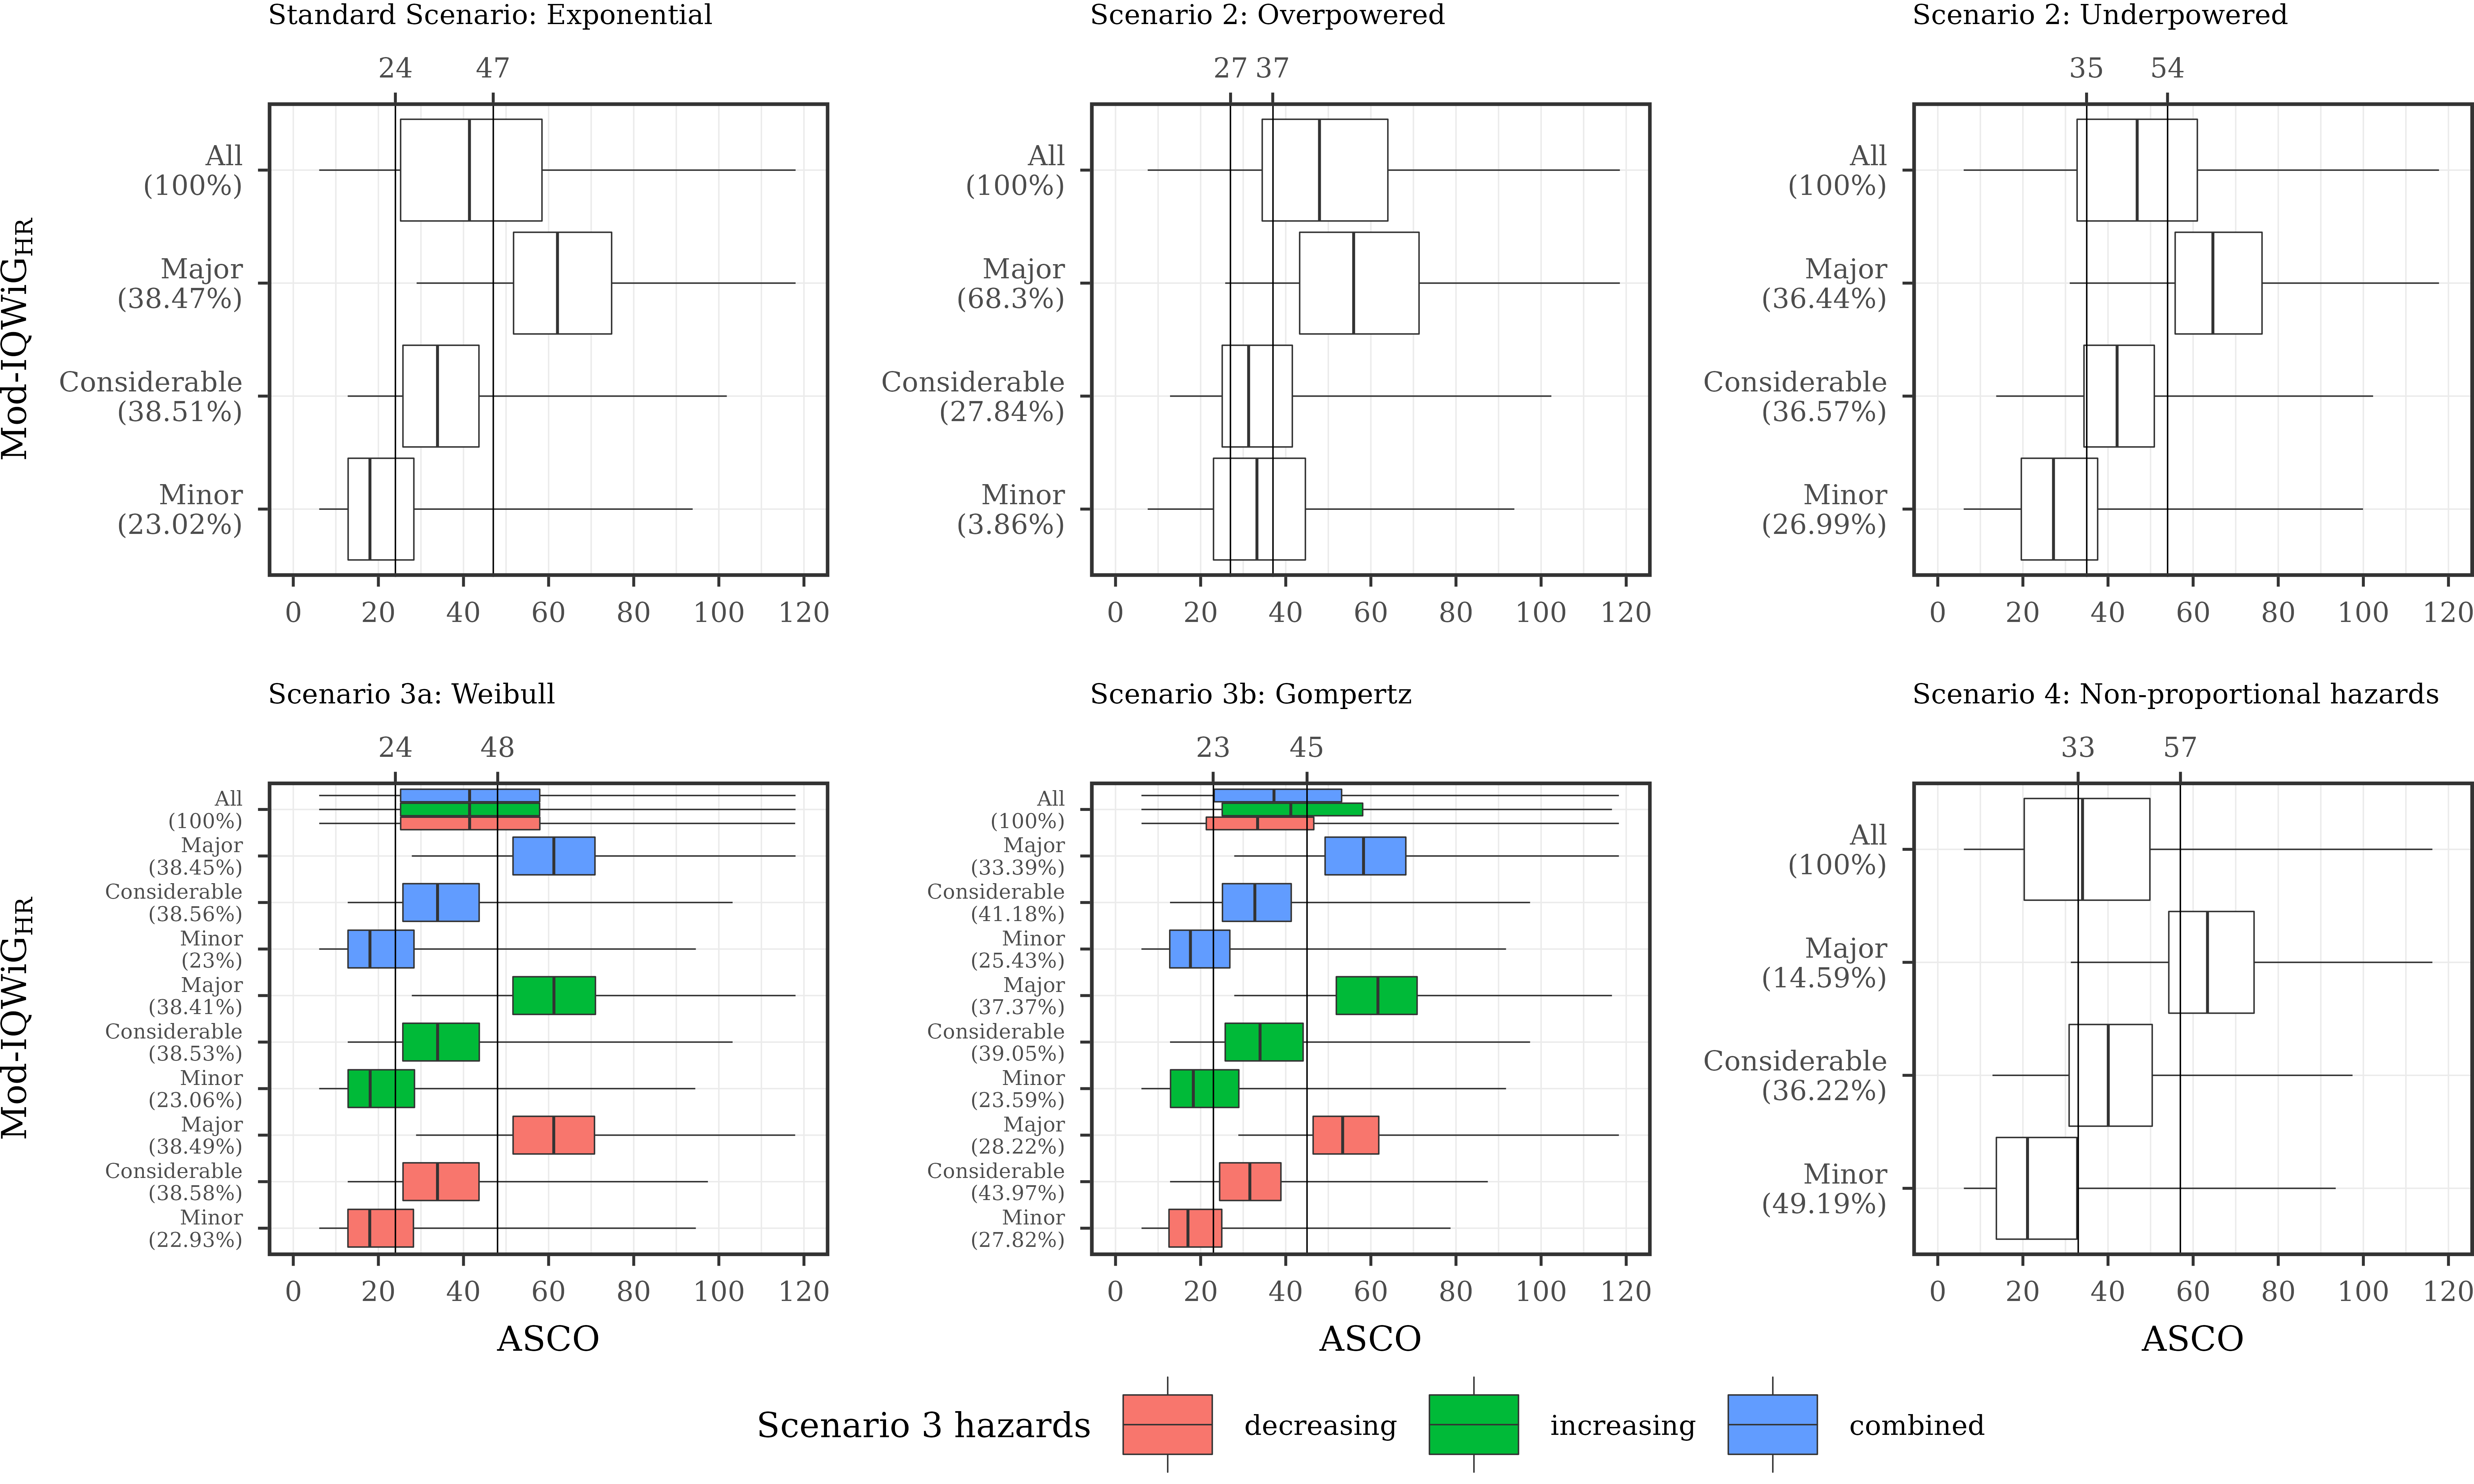 Standard Scenario: Exponential
24 47
Mod-IQWiG_HR
All
(100%)
Major
(38.47%)
Considerable
(38.51%)
Minor
(23.02%)
0 20 40 60 80 100 120
Scenario 2: Overpowered
27 37
All
(100%)
Major
(68.3%)
Considerable
(27.84%)
Minor
(3.86%)
0 20 40 60 80 100 120
Scenario 2: Underpowered
35 54
All
(100%)
Major
(36.44%)
Considerable
(36.57%)
Minor
(26.99%)
0 20 40 60 80 100 120
Scenario 3a: Weibull
24 48
Mod-IQWiG_HR
All
(100%)
Major
(38.45%)
Considerable
(38.56%)
Minor
(23%)
Major
(38.41%)
Considerable
(38.53%)
Minor
(23.06%)
Major
(38.49%)
Considerable
(38.58%)
Minor
(22.93%)
0 20 40 60 80 100 120
ASCO
Scenario 3b: Gompertz
23 45
All
(100%)
Major
(33.39%)
Considerable
(41.18%)
Minor
(25.43%)
Major
(37.37%)
Considerable
(39.05%)
Minor
(23.59%)
Major
(28.22%)
Considerable
(43.97%)
Minor
(27.82%)
0 20 40 60 80 100 120
ASCO
Scenario 4: Non-proportional hazards
33 57
All
(100%)
Major
(14.59%)
Considerable
(36.22%)
Minor
(49.19%)
0 20 40 60 80 100 120
ASCO
Scenario 3 hazards decreasing increasing combined